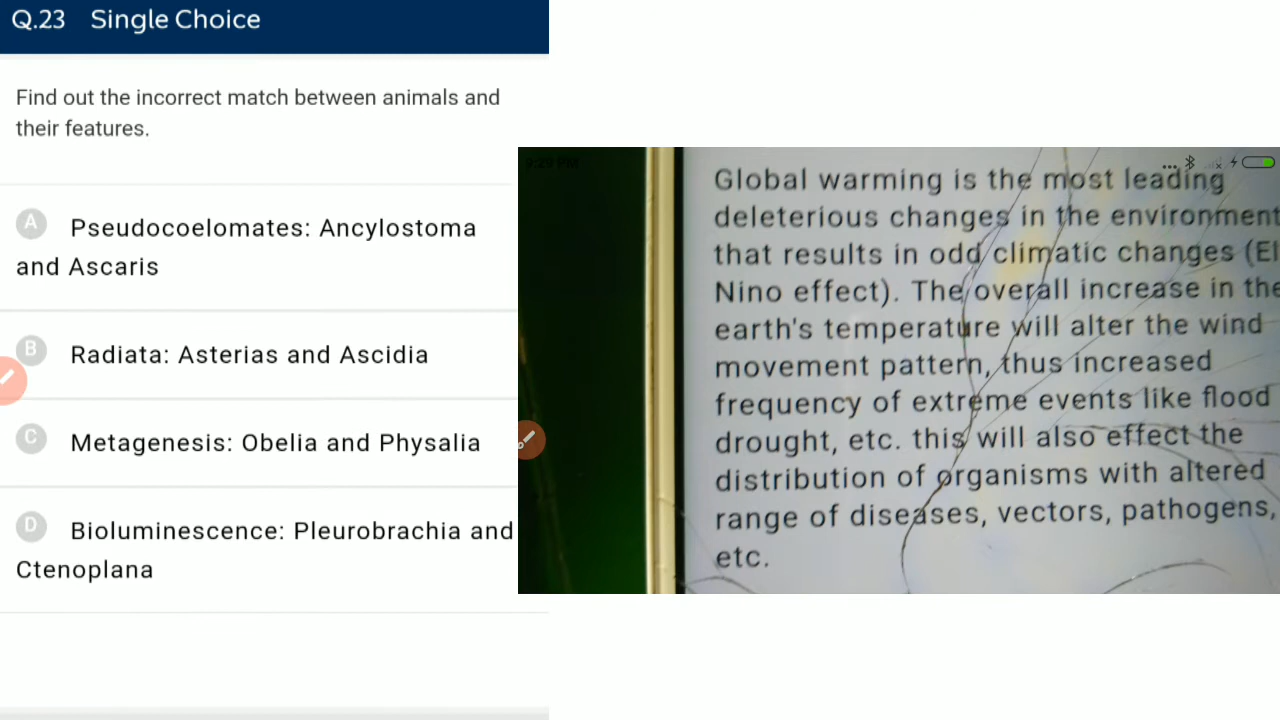 Q.23 Single Choice
Find out the incorrect match between animals and
their features.
A Pseudocoelomates: Ancylostoma
and Ascaris
B Radiata: Asterias and Ascidia
C Metagenesis: Obelia and Physalia
D Bioluminescence: Pleurobrachia and
Ctenoplana
9:29 PM
Global warming is the most leading
deleterious changes in the environment
that results in odd climatic changes (El
Nino effect). The overall increase in the
earth's temperature will alter the wind
movement pattern, thus increased
frequency of extreme events like flood
drought, etc. this will also effect the
distribution of organisms with altered
range of diseases, vectors, pathogens,
etc.